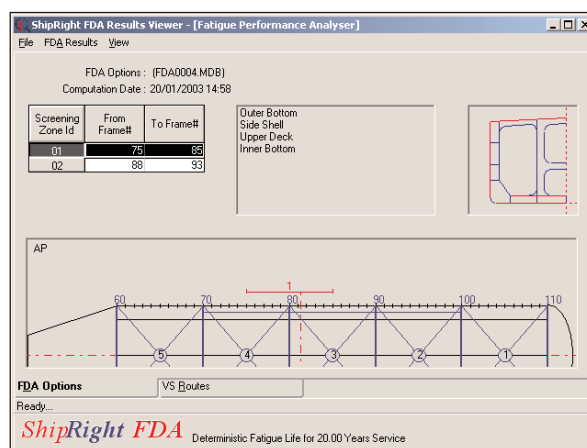 ShipRight FDA Results Viewer - [Fatigue Performance Analyser]
File FDA Results View
FDA Options : (FDA0004.MDB)
Computation Date : 20/01/2003 14:58
Screening Zone Id From Frame# To Frame#
01 75 85
02 88 93
Outer Bottom
Side Shell
Upper Deck
Inner Bottom
AP
1
60 70 80 90 100 110
5 4 3 2 1
FDA Options VS Routes
Ready...
ShipRight FDA Deterministic Fatigue Life for 20.00 Years Service